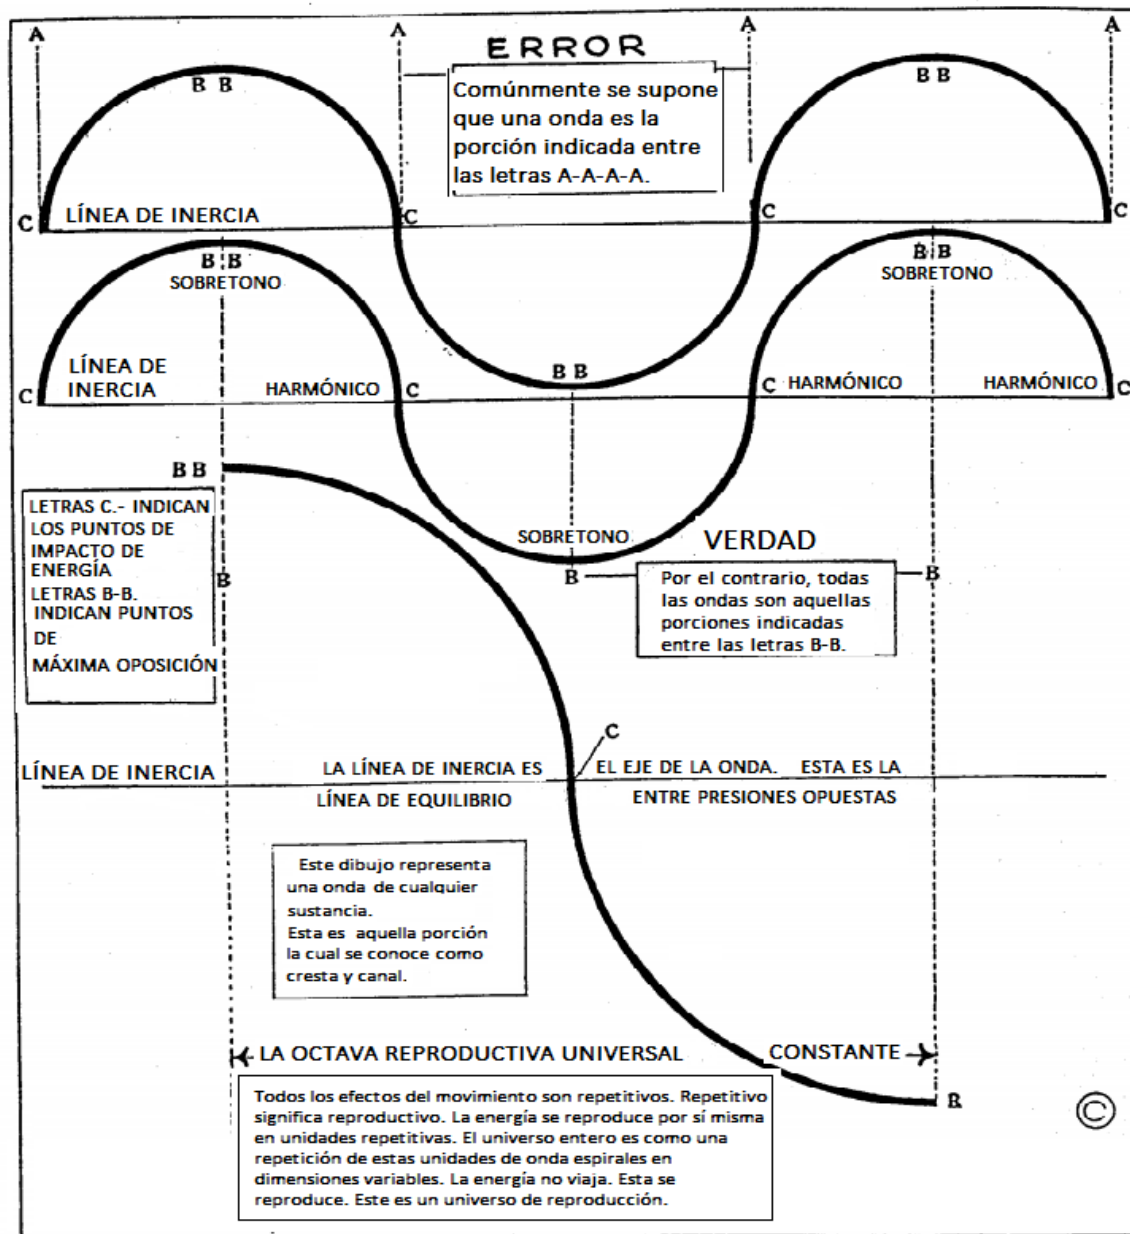 A A A A
ERROR
B B
B B
Comúnmente se supone
que una onda es la
porción indicada entre
las letras A-A-A-A.
C LÍNEA DE INERCIA C C C
B B
SOBRETONO
B B
SOBRETONO
LÍNEA DE
INERCIA
B B
C HARMÓNICO C C HARMÓNICO HARMÓNICO C
B B
LETRAS C.- INDICAN
LOS PUNTOS DE
IMPACTO DE
ENERGÍA
LETRAS B-B.
INDICAN PUNTOS
DE
MÁXIMA OPOSICIÓN
B
SOBRETONO
VERDAD
B B
Por el contrario, todas
las ondas son aquellas
porciones indicadas
entre las letras B-B.
C
LÍNEA DE INERCIA LA LÍNEA DE INERCIA ES EL EJE DE LA ONDA. ESTA ES LA
LÍNEA DE EQUILIBRIO ENTRE PRESIONES OPUESTAS
Este dibujo representa
una onda de cualquier
sustancia.
Esta es aquella porción
la cual se conoce como
cresta y canal.
LA OCTAVA REPRODUCTIVA UNIVERSAL CONSTANTE
B
Todos los efectos del movimiento son repetitivos. Repetitivo
significa reproductivo. La energía se reproduce por sí misma
en unidades repetitivas. El universo entero es como una
repetición de estas unidades de onda espirales en
dimensiones variables. La energía no viaja. Esta se
reproduce. Este es un universo de reproducción.
©